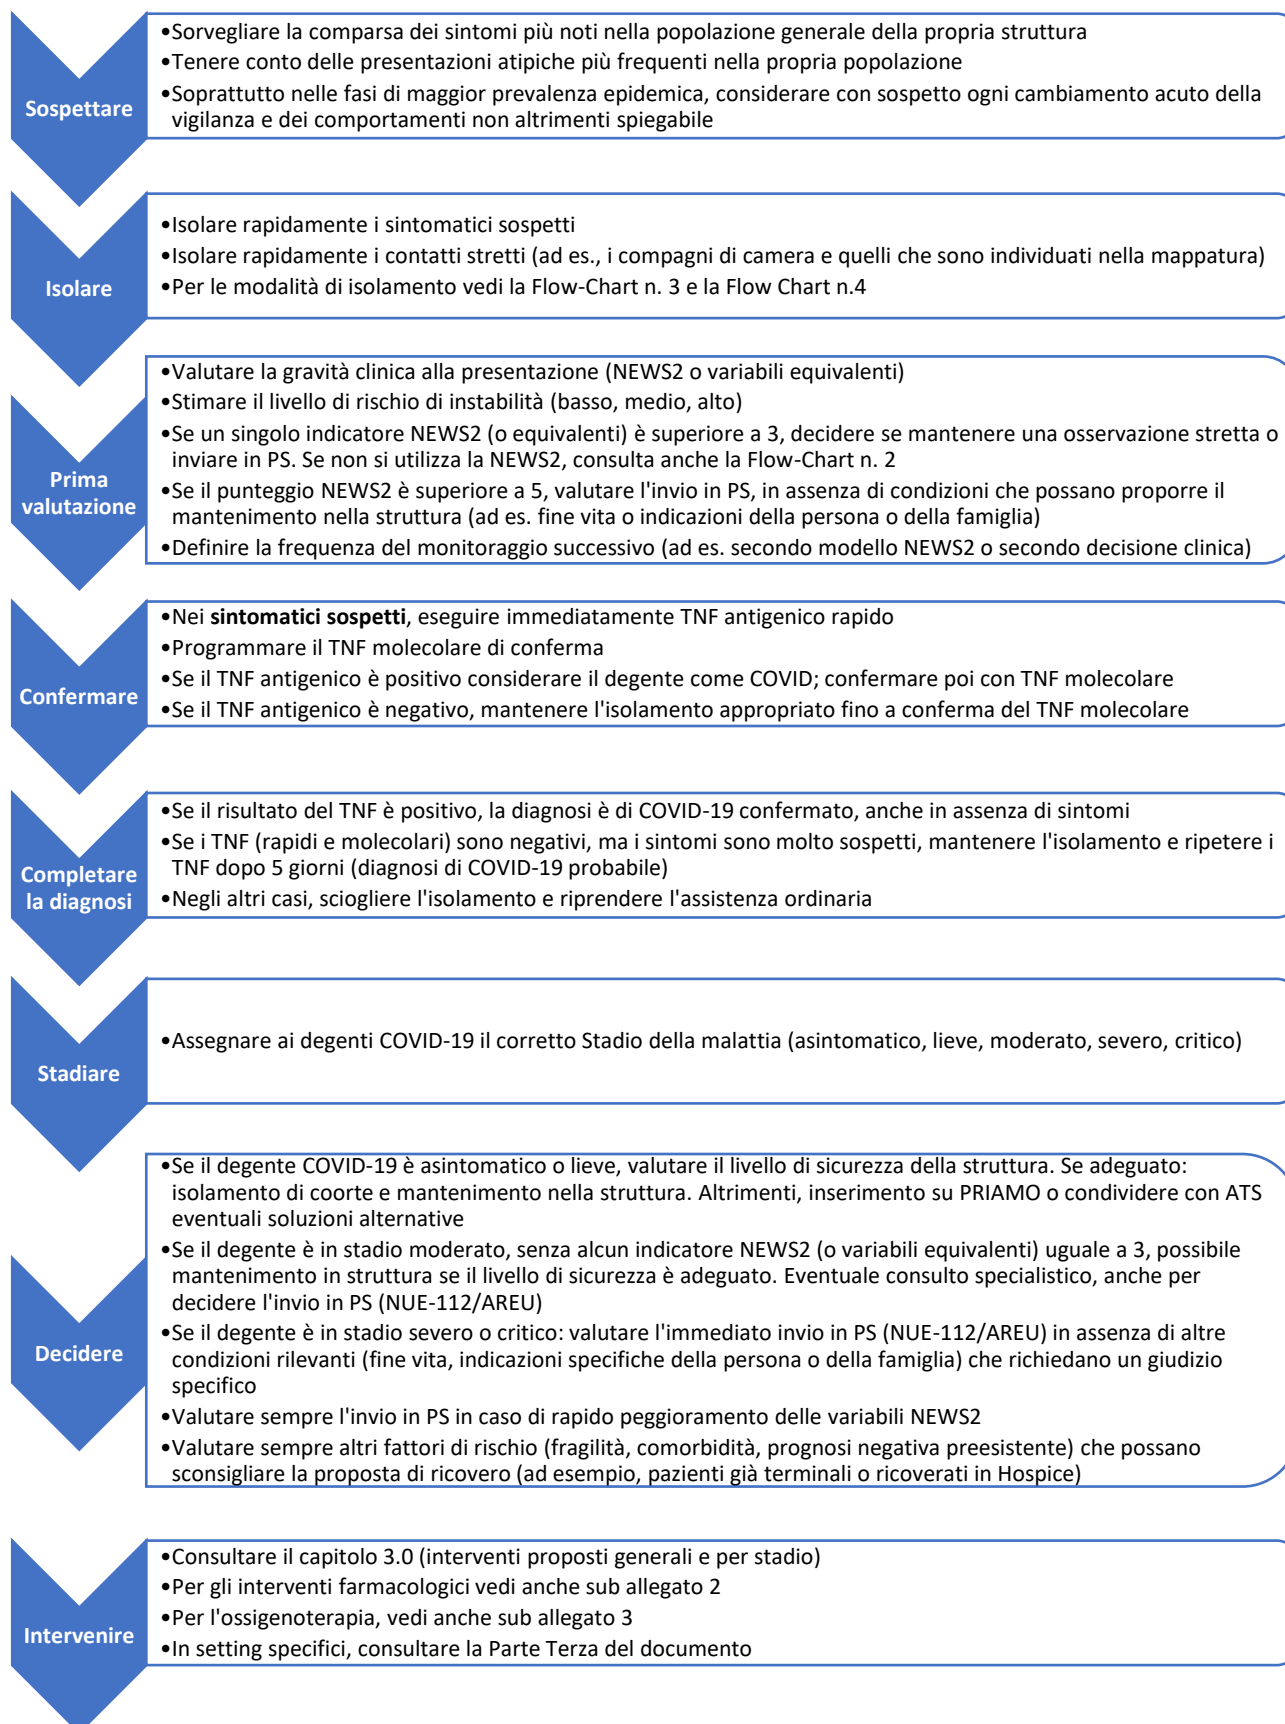 Sospettare
•Sorvegliare la comparsa dei sintomi più noti nella popolazione generale della propria struttura
•Tenere conto delle presentazioni atipiche più frequenti nella propria popolazione
•Soprattutto nelle fasi di maggior prevalenza epidemica, considerare con sospetto ogni cambiamento acuto della
vigilanza e dei comportamenti non altrimenti spiegabile
Isolare
•Isolare rapidamente i sintomatici sospetti
•Isolare rapidamente i contatti stretti (ad es., i compagni di camera e quelli che sono individuati nella mappatura)
•Per le modalità di isolamento vedi la Flow-Chart n. 3 e la Flow Chart n.4
Prima
valutazione
•Valutare la gravità clinica alla presentazione (NEWS2 o variabili equivalenti)
•Stimare il livello di rischio di instabilità (basso, medio, alto)
•Se un singolo indicatore NEWS2 (o equivalenti) è superiore a 3, decidere se mantenere una osservazione stretta o
inviare in PS. Se non si utilizza la NEWS2, consulta anche la Flow-Chart n. 2
•Se il punteggio NEWS2 è superiore a 5, valutare l'invio in PS, in assenza di condizioni che possano proporre il
mantenimento nella struttura (ad es. fine vita o indicazioni della persona o della famiglia)
•Definire la frequenza del monitoraggio successivo (ad es. secondo modello NEWS2 o secondo decisione clinica)
Confermare
•Nei sintomatici sospetti, eseguire immediatamente TNF antigenico rapido
•Programmare il TNF molecolare di conferma
•Se il TNF antigenico è positivo considerare il degente come COVID; confermare poi con TNF molecolare
•Se il TNF antigenico è negativo, mantenere l'isolamento appropriato fino a conferma del TNF molecolare
Completare
la diagnosi
•Se il risultato del TNF è positivo, la diagnosi è di COVID-19 confermato, anche in assenza di sintomi
•Se i TNF (rapidi e molecolari) sono negativi, ma i sintomi sono molto sospetti, mantenere l'isolamento e ripetere i
TNF dopo 5 giorni (diagnosi di COVID-19 probabile)
•Negli altri casi, sciogliere l'isolamento e riprendere l'assistenza ordinaria
Stadiare
•Assegnare ai degenti COVID-19 il corretto Stadio della malattia (asintomatico, lieve, moderato, severo, critico)
Decidere
•Se il degente COVID-19 è asintomatico o lieve, valutare il livello di sicurezza della struttura. Se adeguato:
isolamento di coorte e mantenimento nella struttura. Altrimenti, inserimento su PRIAMO o condividere con ATS
eventuali soluzioni alternative
•Se il degente è in stadio moderato, senza alcun indicatore NEWS2 (o variabili equivalenti) uguale a 3, possibile
mantenimento in struttura se il livello di sicurezza è adeguato. Eventuale consulto specialistico, anche per
decidere l'invio in PS (NUE-112/AREU)
•Se il degente è in stadio severo o critico: valutare l'immediato invio in PS (NUE-112/AREU) in assenza di altre
condizioni rilevanti (fine vita, indicazioni specifiche della persona o della famiglia) che richiedano un giudizio
specifico
•Valutare sempre l'invio in PS in caso di rapido peggioramento delle variabili NEWS2
•Valutare sempre altri fattori di rischio (fragilità, comorbidità, prognosi negativa preesistente) che possano
sconsigliare la proposta di ricovero (ad esempio, pazienti già terminali o ricoverati in Hospice)
Intervenire
•Consultare il capitolo 3.0 (interventi proposti generali e per stadio)
•Per gli interventi farmacologici vedi anche sub allegato 2
•Per l'ossigenoterapia, vedi anche sub allegato 3
•In setting specifici, consultare la Parte Terza del documento